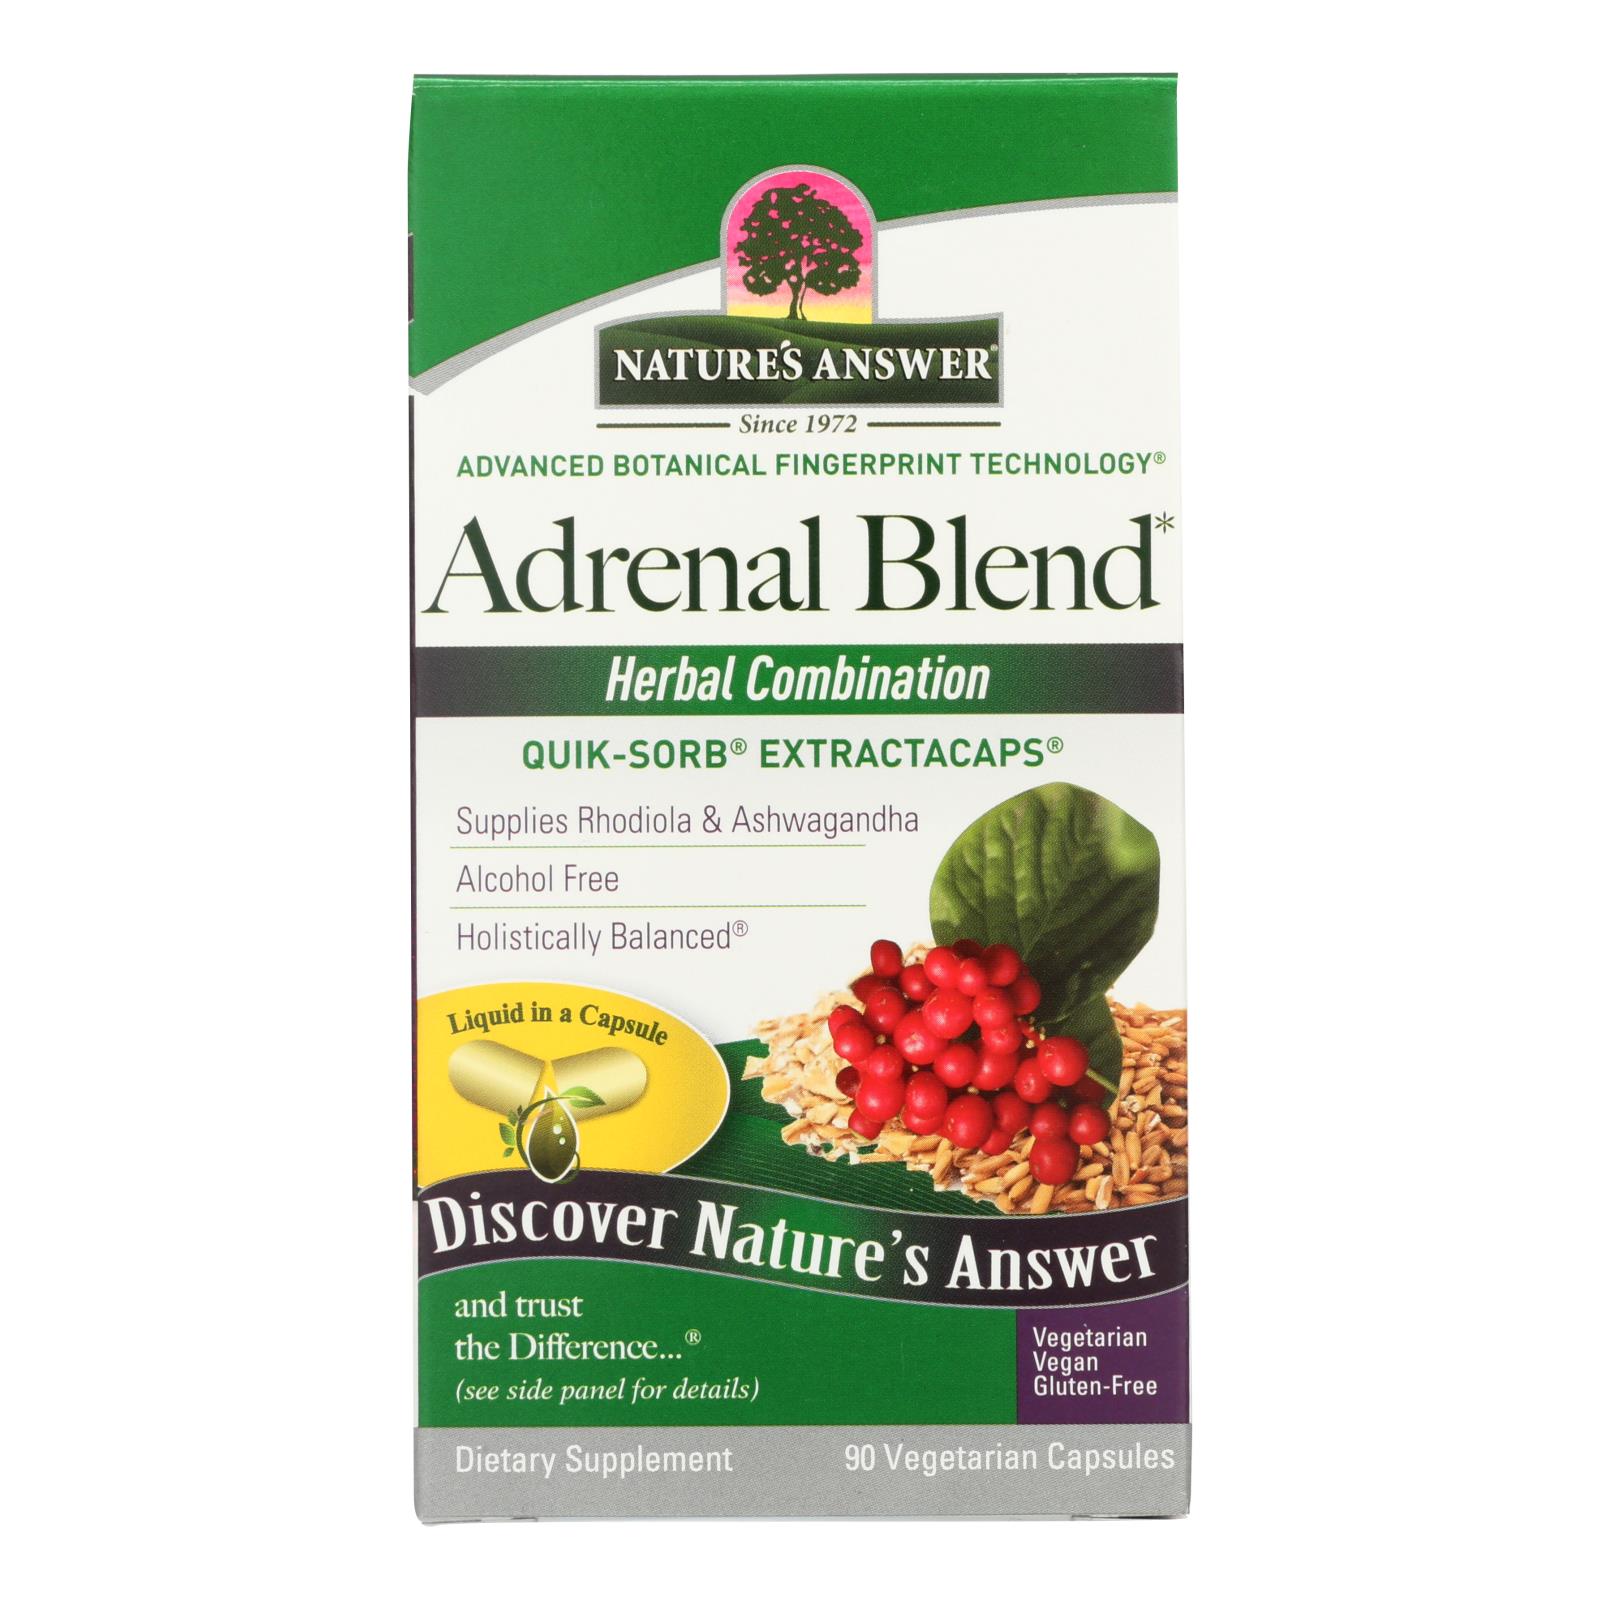 NATURE'S ANSWER®
Since 1972
ADVANCED BOTANICAL FINGERPRINT TECHNOLOGY®
Adrenal Blend*
Herbal Combination
QUIK-SORB® EXTRACTACAPS®
Supplies Rhodiola & Ashwagandha
Alcohol Free
Holistically Balanced®
Liquid in a Capsule
Discover Nature's Answer
and trust
the Difference...®
(see side panel for details)
Vegetarian
Vegan
Gluten-Free
Dietary Supplement
90 Vegetarian Capsules